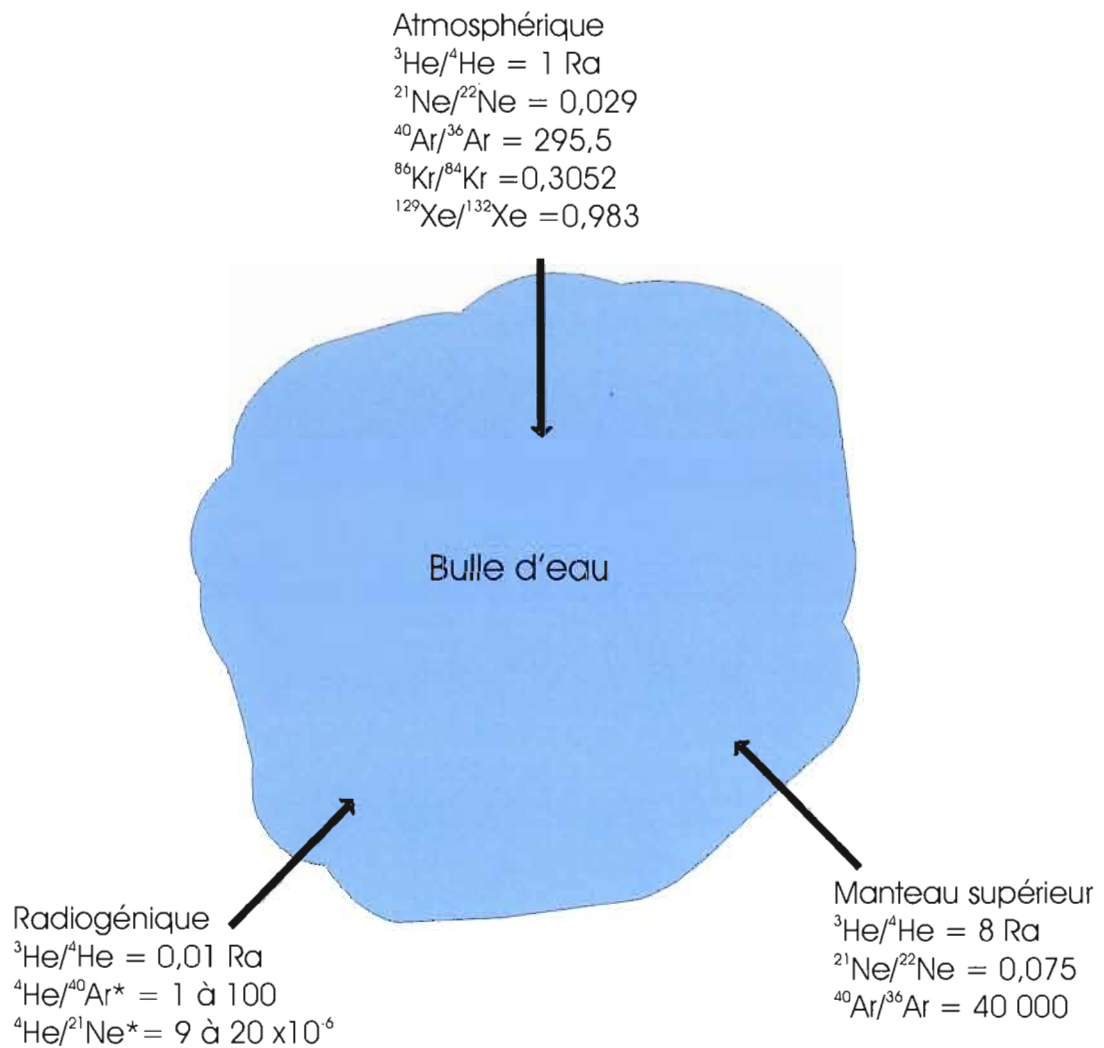 Atmosphérique
³He/⁴He = 1 Ra
²¹Ne/²²Ne = 0,029
⁴⁰Ar/³⁶Ar = 295,5
⁸⁶Kr/⁸⁴Kr =0,3052
¹²⁹Xe/¹³²Xe =0,983
Bulle d'eau
Radiogénique
³He/⁴He = 0,01 Ra
⁴He/⁴⁰Ar* = 1 à 100
⁴He/²¹Ne* = 9 à 20 x10⁻⁶
Manteau supérieur
³He/⁴He = 8 Ra
²¹Ne/²²Ne = 0,075
⁴⁰Ar/³⁶Ar = 40 000